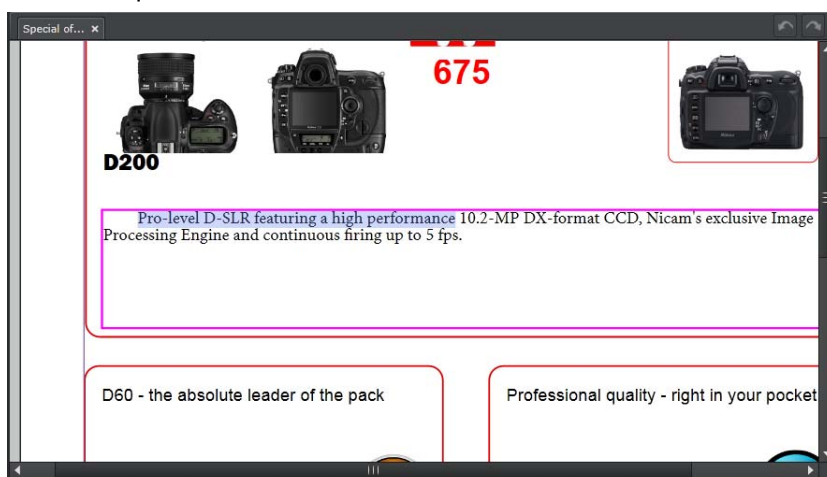 Special of...
675
D200
Pro-level D-SLR featuring a high performance 10.2-MP DX-format CCD, Nicam's exclusive Image
Processing Engine and continuous firing up to 5 fps.
D60 - the absolute leader of the pack
Professional quality - right in your pocket